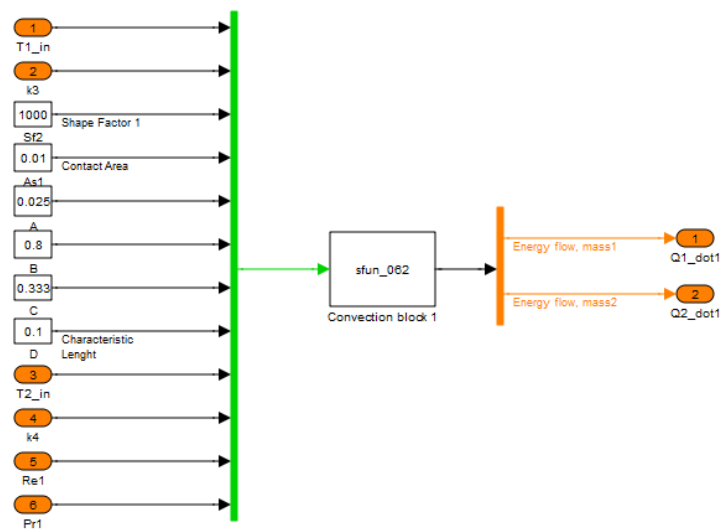 1
T1_in
2
k3
1000
Shape Factor 1
Sf2
0.01
Contact Area
As1
0.025
A
0.8
B
0.333
C
0.1
Characteristic
Lenght
D
3
T2_in
4
k4
5
Re1
6
Pr1
sfun_062
Convection block 1
Energy flow, mass1
1
Q1_dot1
Energy flow, mass2
2
Q2_dot1